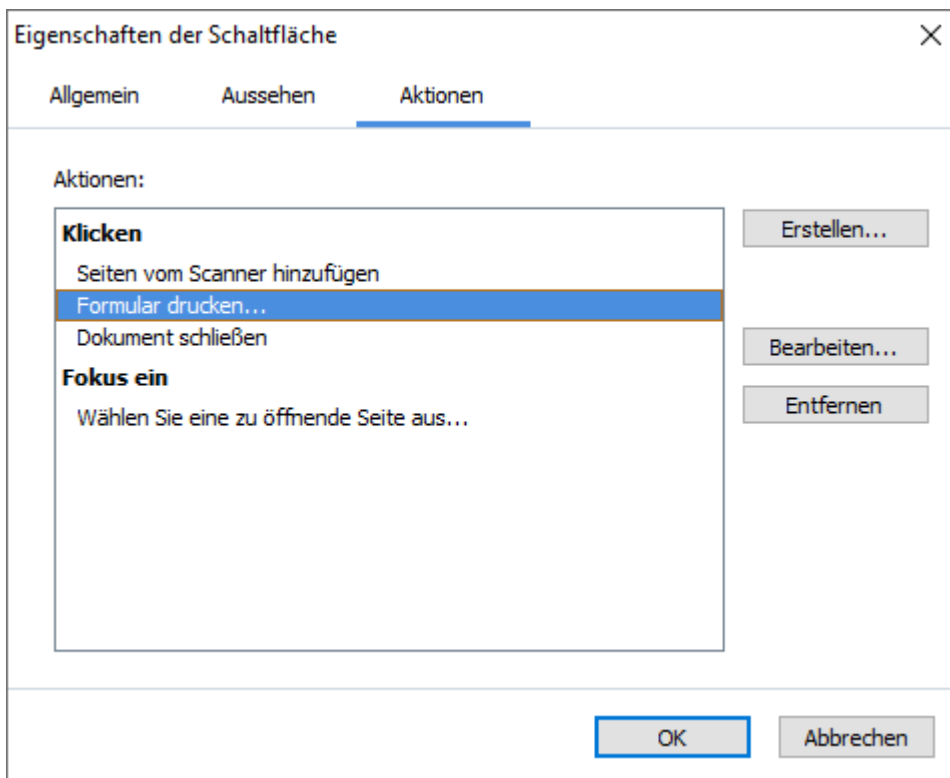 Eigenschaften der Schaltfläche
Allgemein Aussehen Aktionen
Aktionen:
Klicken
Seiten vom Scanner hinzufügen
Formular drucken...
Dokument schließen
Fokus ein
Wählen Sie eine zu öffnende Seite aus...
Erstellen...
Bearbeiten...
Entfernen
OK Abbrechen